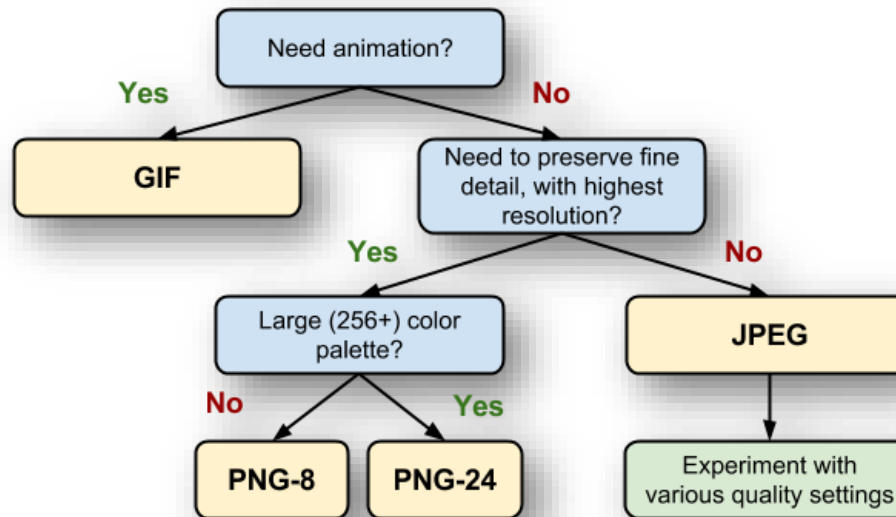 Need animation?
Yes
No
GIF
Need to preserve fine
detail, with highest
resolution?
Yes
No
Large (256+) color
palette?
JPEG
No
Yes
PNG-8
PNG-24
Experiment with
various quality settings